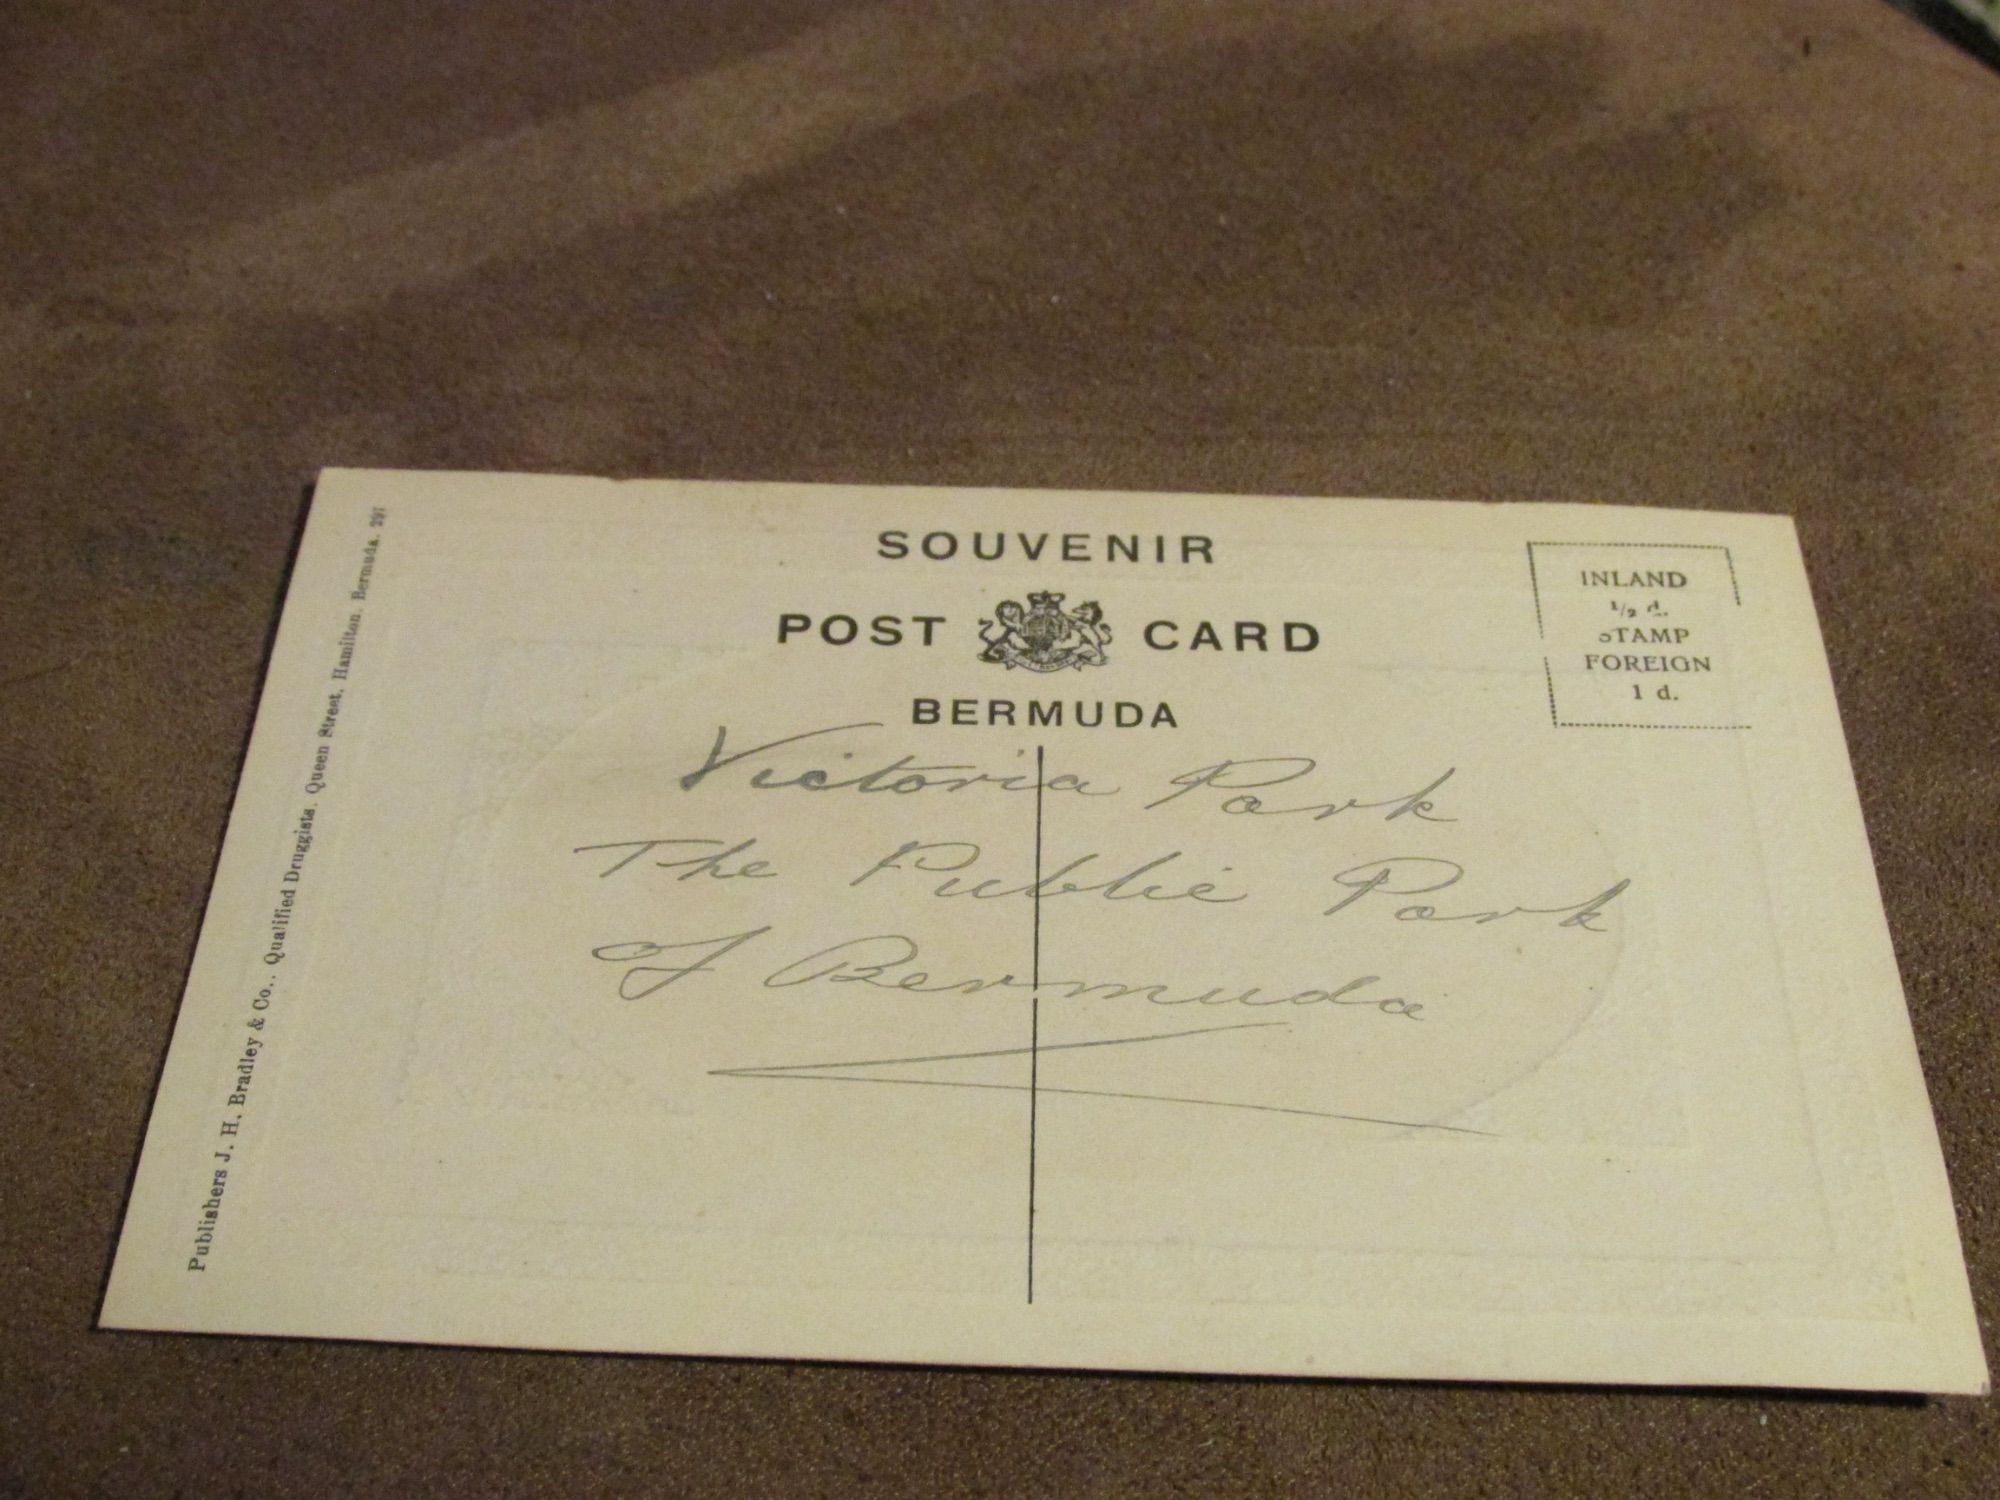 SOUVENIR
POST CARD
BERMUDA
INLAND
1/2 d.
STAMP
FOREIGN
1 d.
Victoria Park
The Public Park
of Bermuda
Publishers J. H. Bradley & Co., Qualified Druggists. Queen Street, Hamilton, Bermuda. 297